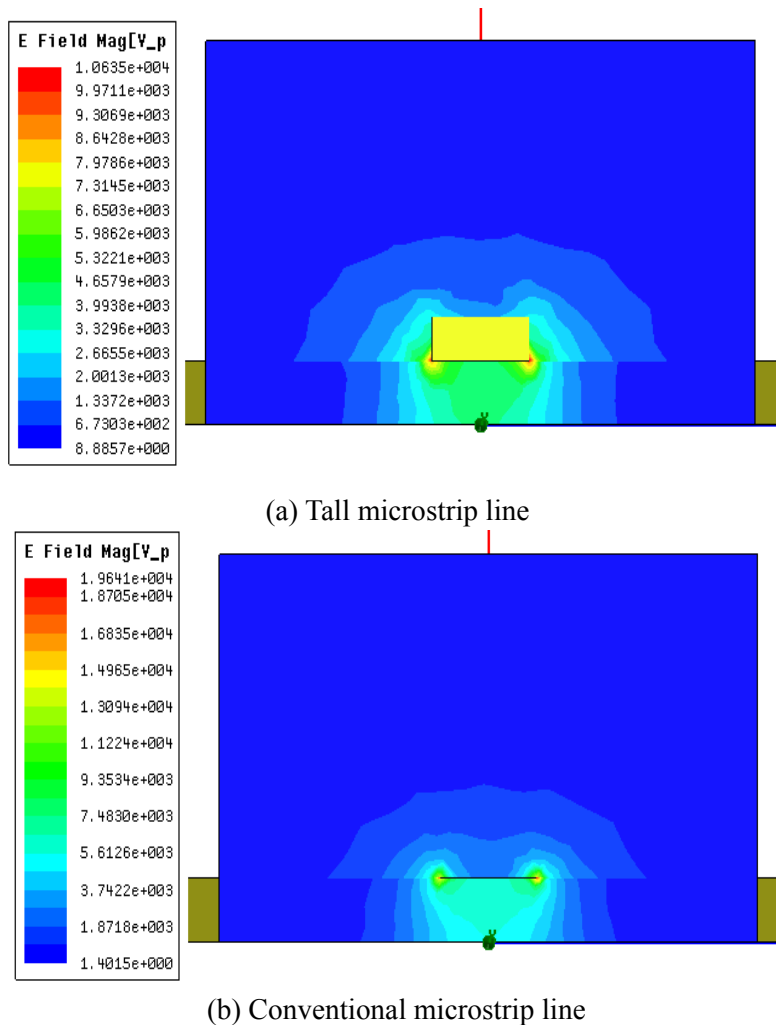 E Field Mag[V_p
1.0635e+004
9.9711e+003
9.3069e+003
8.6428e+003
7.9786e+003
7.3145e+003
6.6503e+003
5.9862e+003
5.3221e+003
4.6579e+003
3.9938e+003
3.3296e+003
2.6655e+003
2.0013e+003
1.3372e+003
6.7303e+002
8.8857e+000
(a) Tall microstrip line
E Field Mag[V_p
1.9641e+004
1.8705e+004
1.6835e+004
1.4965e+004
1.3094e+004
1.1224e+004
9.3534e+003
7.4830e+003
5.6126e+003
3.7422e+003
1.8718e+003
1.4015e+000
(b) Conventional microstrip line